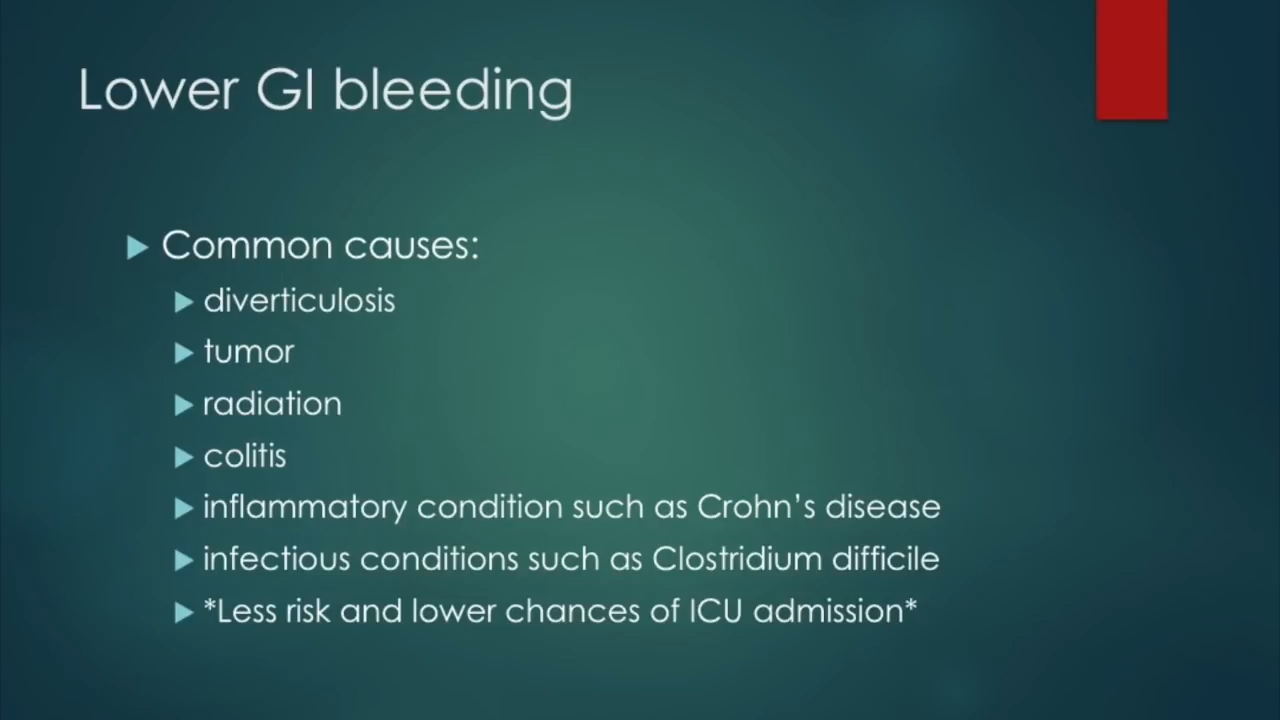 Lower GI bleeding
Common causes:
diverticulosis
tumor
radiation
colitis
inflammatory condition such as Crohn’s disease
infectious conditions such as Clostridium difficile
*Less risk and lower chances of ICU admission*